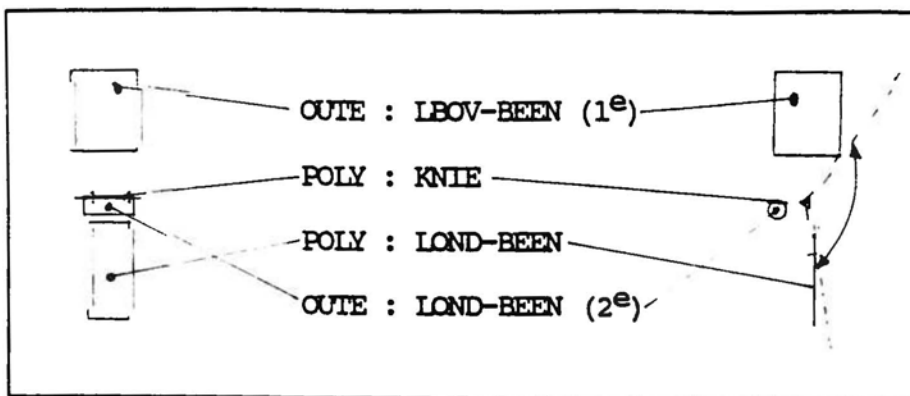 OUTE : LBOV-BEEN (1e)
POLY : KNIE
POLY : LOND-BEEN
OUTE : LOND-BEEN (2e)